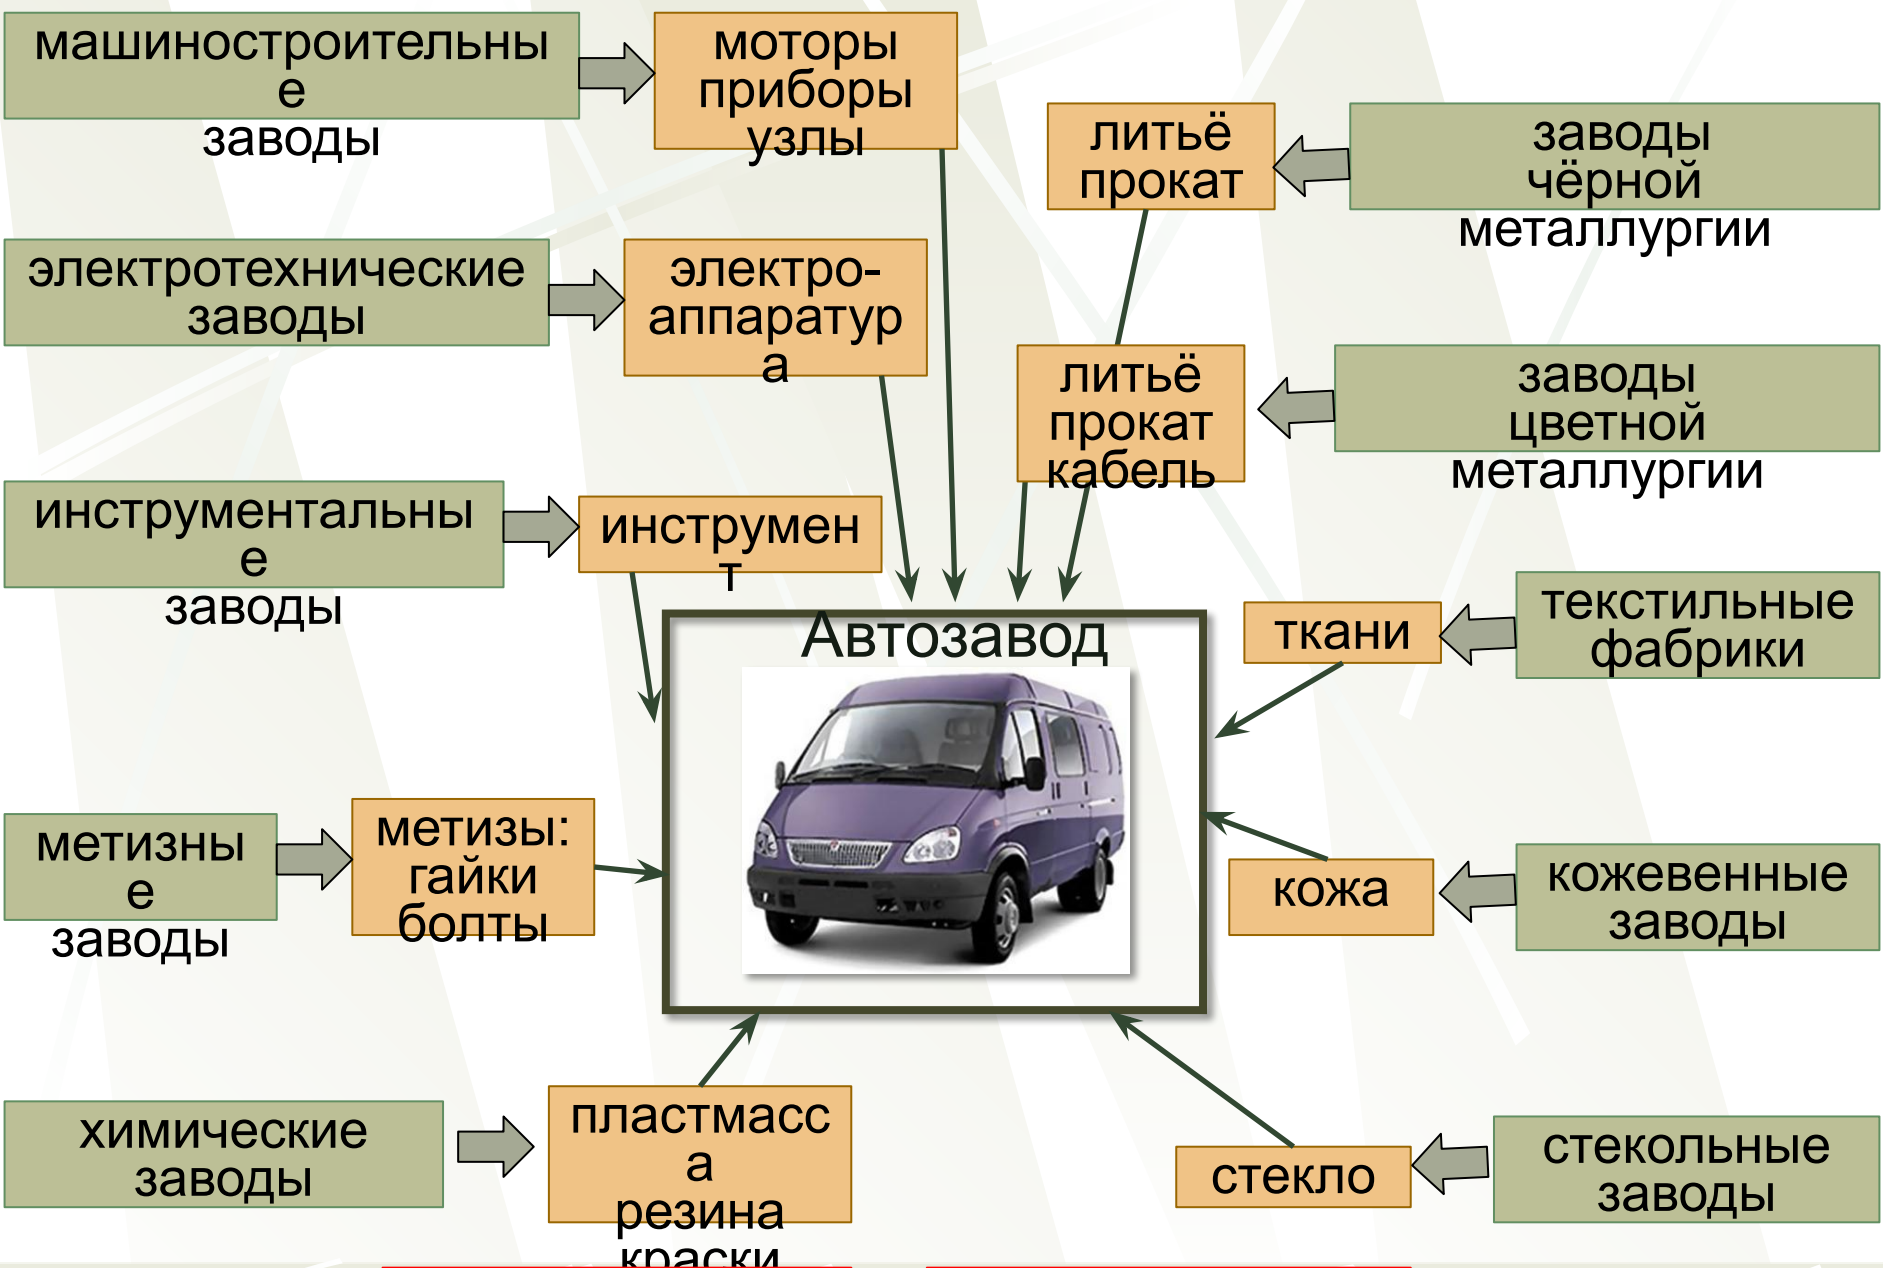 машиностроительны
е
заводы
моторы
приборы
узлы
литьё
прокат
заводы
чёрной
металлургии
электротехнические
заводы
электро-
аппаратур
а
литьё
прокат
кабель
заводы
цветной
металлургии
инструментальны
е
заводы
инструмен
т
Автозавод
ткани
текстильные
фабрики
метизны
е
заводы
метизы:
гайки
болты
кожа
кожевенные
заводы
химические
заводы
пластмасс
а
резина
краски
стекло
стекольные
заводы